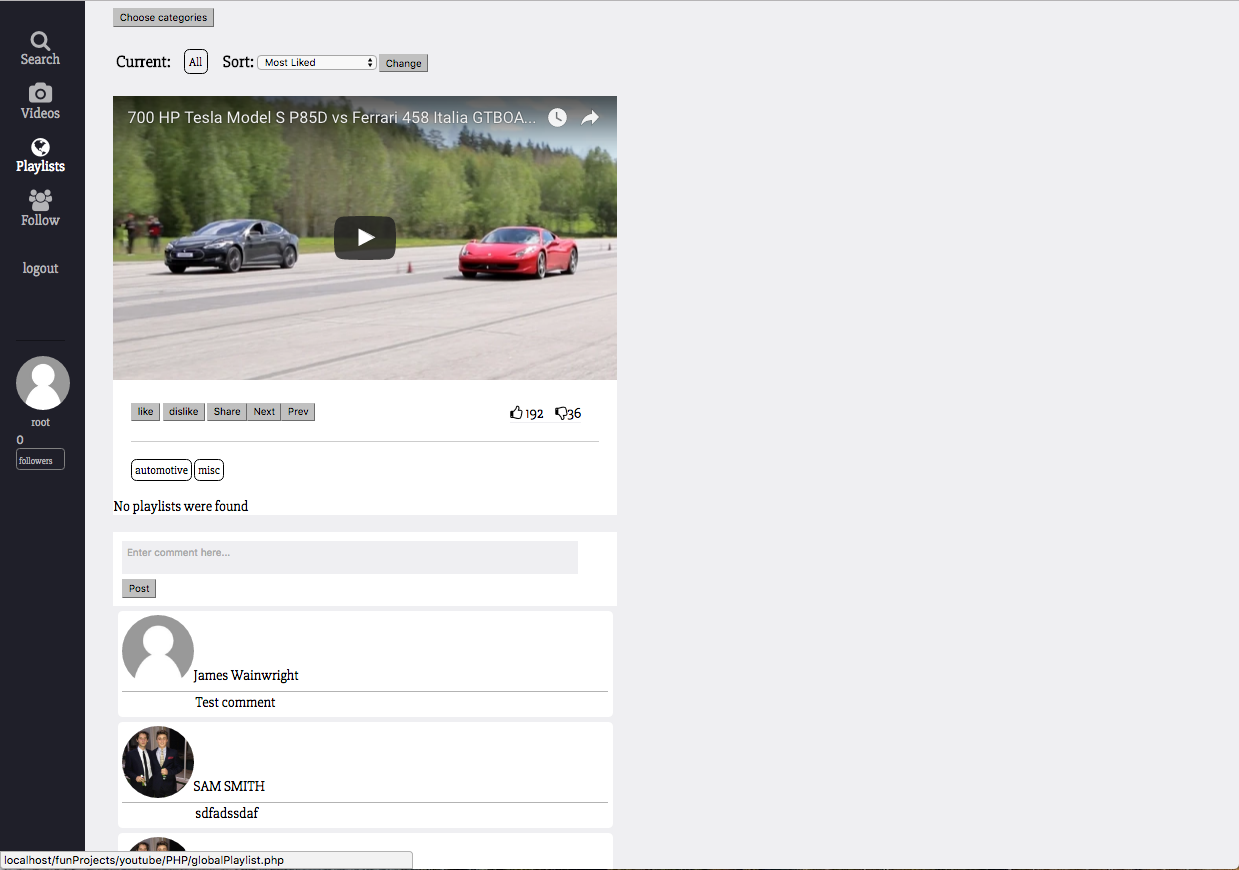 Search
Videos
Playlists
Follow
logout
root
0
followers
Choose categories
Current: All Sort: Most Liked Change
700 HP Tesla Model S P85D vs Ferrari 458 Italia GTBOA...
like dislike Share Next Prev 192 36
automotive misc
No playlists were found
Enter comment here...
Post
James Wainwright
Test comment
SAM SMITH
sdfadssdaf
localhost/funProjects/youtube/PHP/globalPlaylist.php